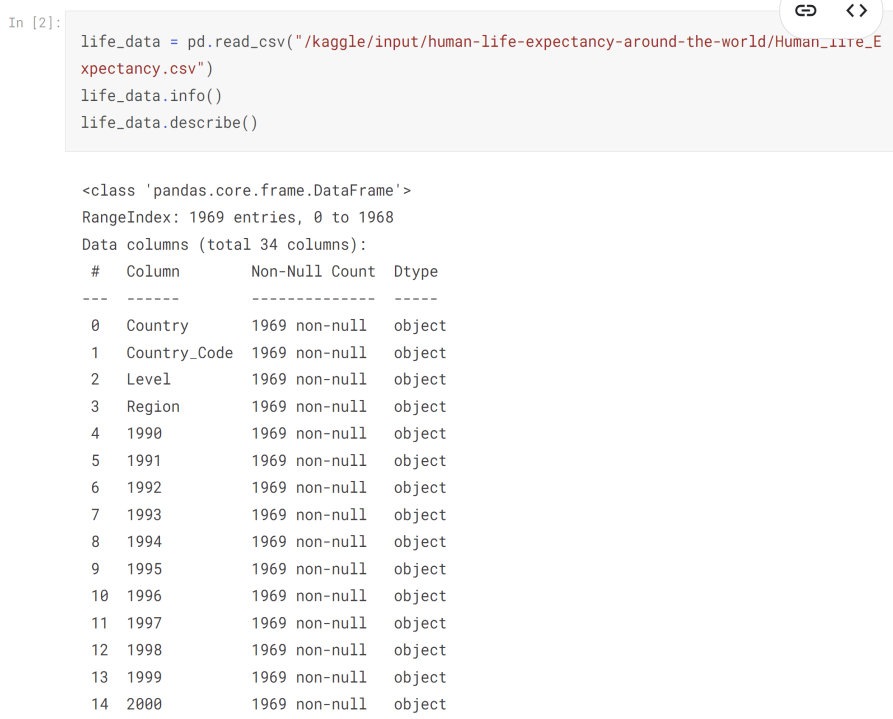 In [2]:
life_data = pd.read_csv("/kaggle/input/human-life-expectancy-around-the-world/Human_life_E
xpectancy.csv")
life_data.info()
life_data.describe()
<class 'pandas.core.frame.DataFrame'>
RangeIndex: 1969 entries, 0 to 1968
Data columns (total 34 columns):
 #   Column        Non-Null Count  Dtype
---  ------        --------------  -----
 0   Country       1969 non-null   object
 1   Country_Code  1969 non-null   object
 2   Level         1969 non-null   object
 3   Region        1969 non-null   object
 4   1990          1969 non-null   object
 5   1991          1969 non-null   object
 6   1992          1969 non-null   object
 7   1993          1969 non-null   object
 8   1994          1969 non-null   object
 9   1995          1969 non-null   object
 10  1996          1969 non-null   object
 11  1997          1969 non-null   object
 12  1998          1969 non-null   object
 13  1999          1969 non-null   object
 14  2000          1969 non-null   object